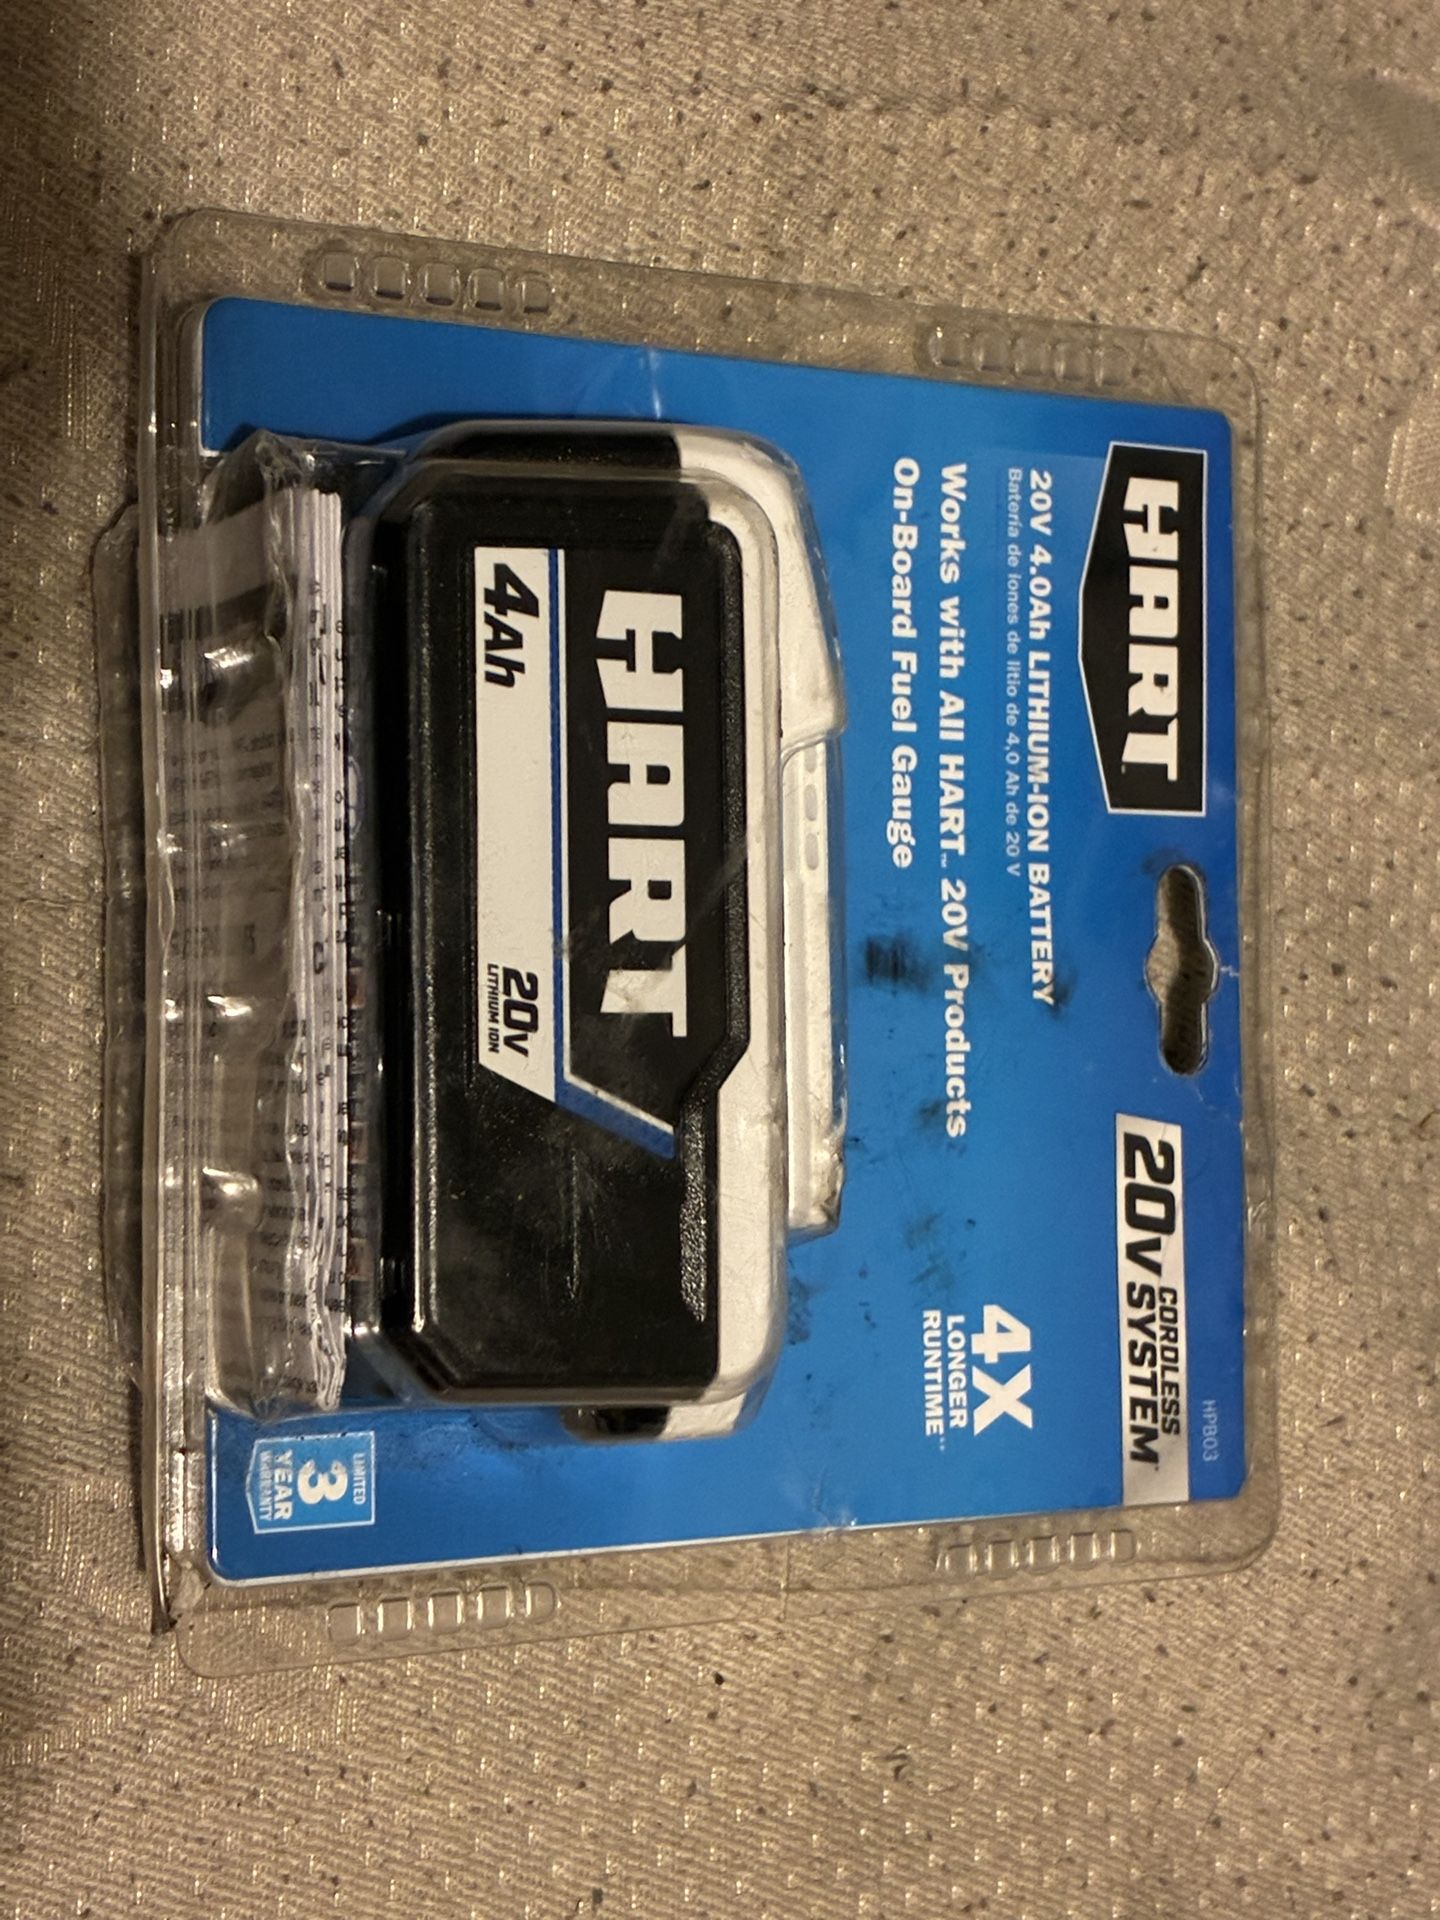 HART
20V CORDLESS SYSTEM™
HPB03
20V 4.0Ah LITHIUM-ION BATTERY
Batería de iones de litio de 4,0 Ah de 20 V
Works with All HART™ 20V Products
On-Board Fuel Gauge
4X
LONGER
RUNTIME**
HART
4Ah
20V
LITHIUM ION
LIMITED
3
YEAR
WARRANTY